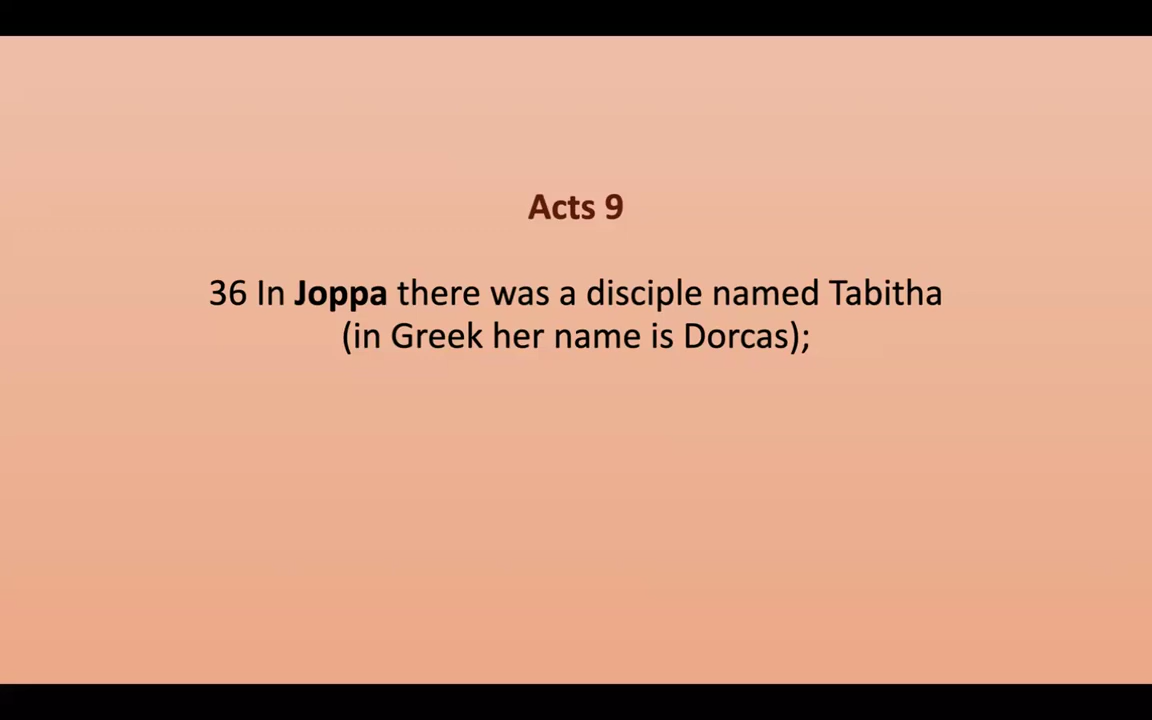 Acts 9
36 In Joppa there was a disciple named Tabitha
(in Greek her name is Dorcas);